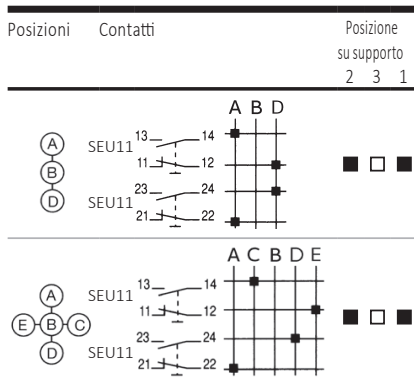 Posizioni Contatti Posizione
su supporto
2 3 1
A B D
A
B
D
SEU11 13 14
11 12
SEU11 23 24
21 22
A C B D E
A
E B C
D
SEU11 13 14
11 12
SEU11 23 24
21 22